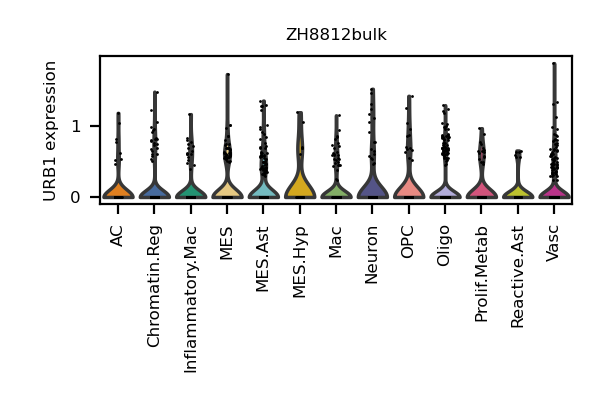 ZH8812bulk
URB1 expression
1
0
AC
Chromatin.Reg
Inflammatory.Mac
MES
MES.Ast
MES.Hyp
Mac
Neuron
OPC
Oligo
Prolif.Metab
Reactive.Ast
Vasc